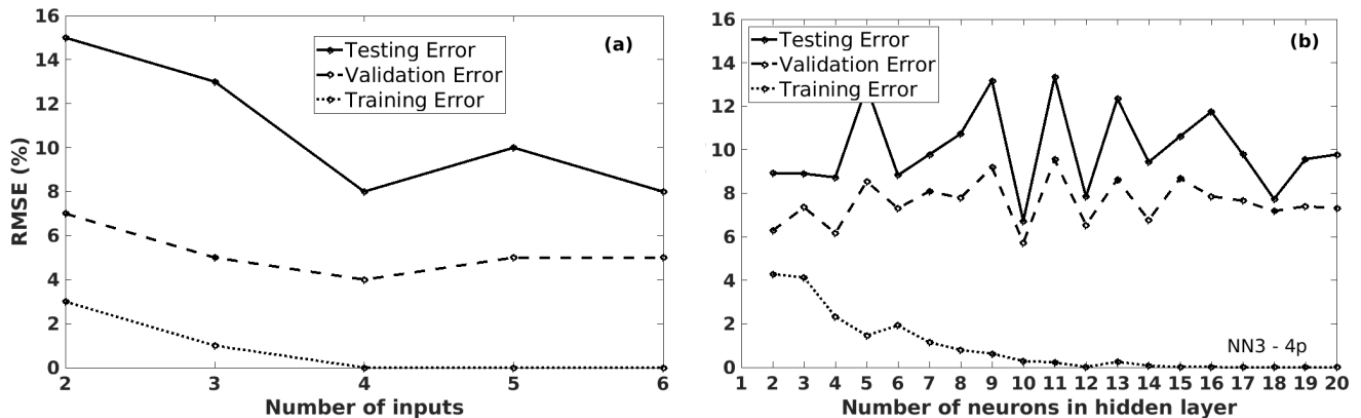 RMSE (%)
16
14
12
10
8
6
4
2
0
(a)
Testing Error
Validation Error
Training Error
2 3 4 5 6
Number of inputs
16
14
12
10
8
6
4
2
0
(b)
Testing Error
Validation Error
Training Error
NN3 - 4p
1 2 3 4 5 6 7 8 9 10 11 12 13 14 15 16 17 18 19 20
Number of neurons in hidden layer